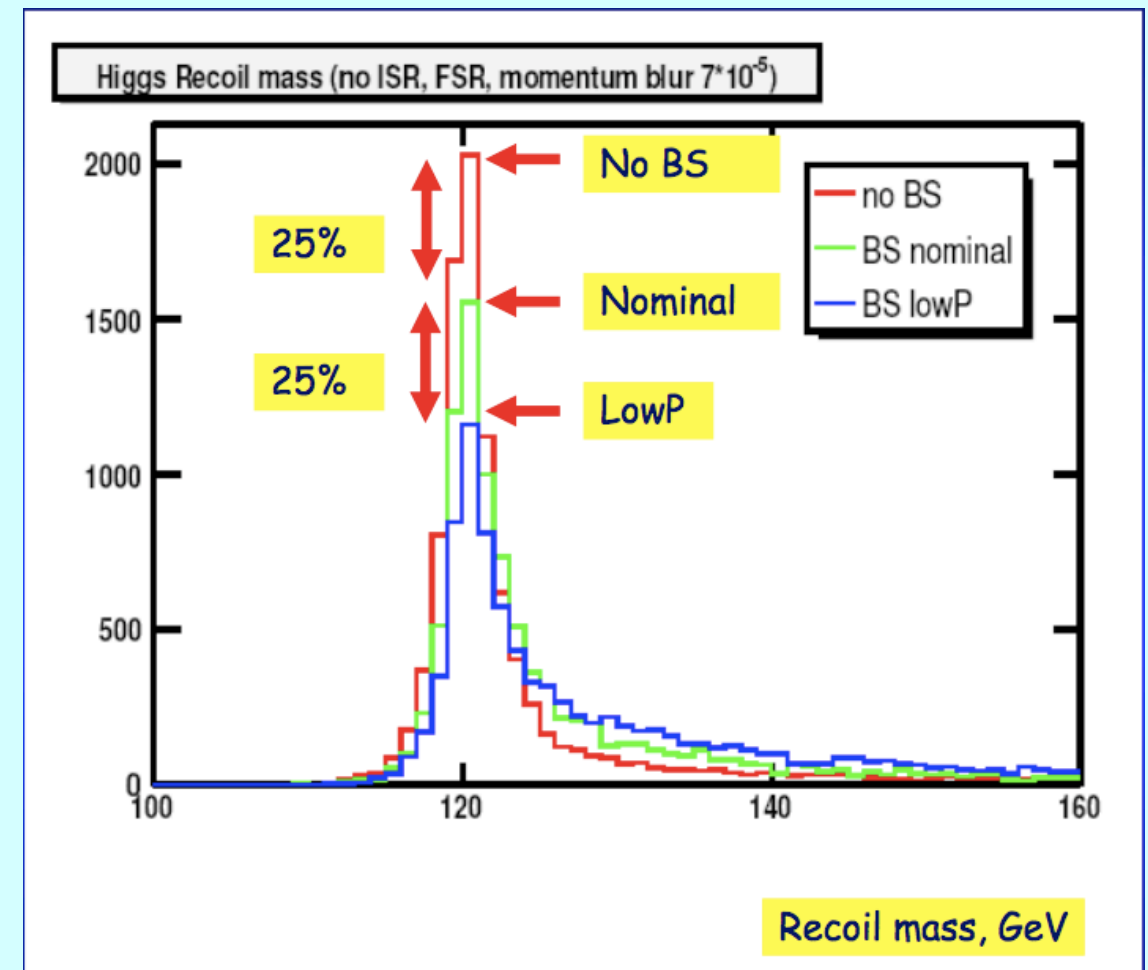 Higgs Recoil mass (no ISR, FSR, momentum blur 7*10^-5)
2000
1500
1000
500
0
100
120
140
160
25%
25%
No BS
Nominal
LowP
no BS
BS nominal
BS lowP
Recoil mass, GeV